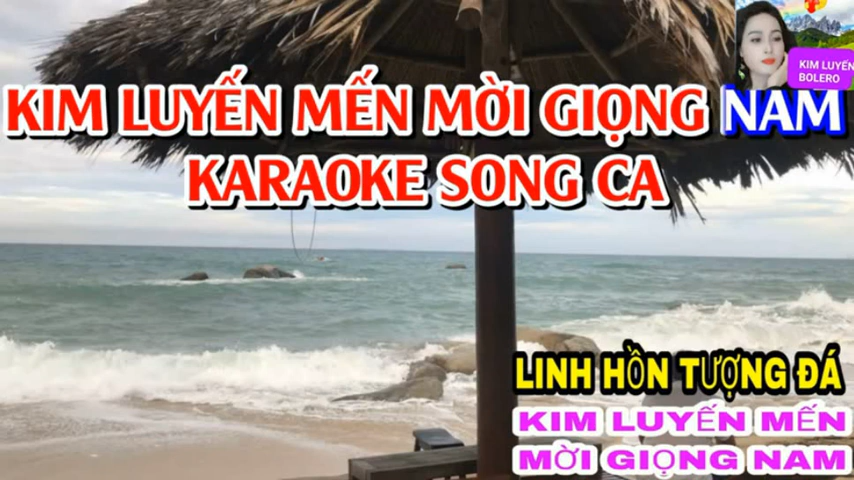 KIM LUYẾN
BOLERO
KIM LUYẾN MẾN MỜI GIỌNG NAM
KARAOKE SONG CA
LINH HỒN TƯỢNG ĐÁ
KIM LUYẾN MẾN
MỜI GIỌNG NAM